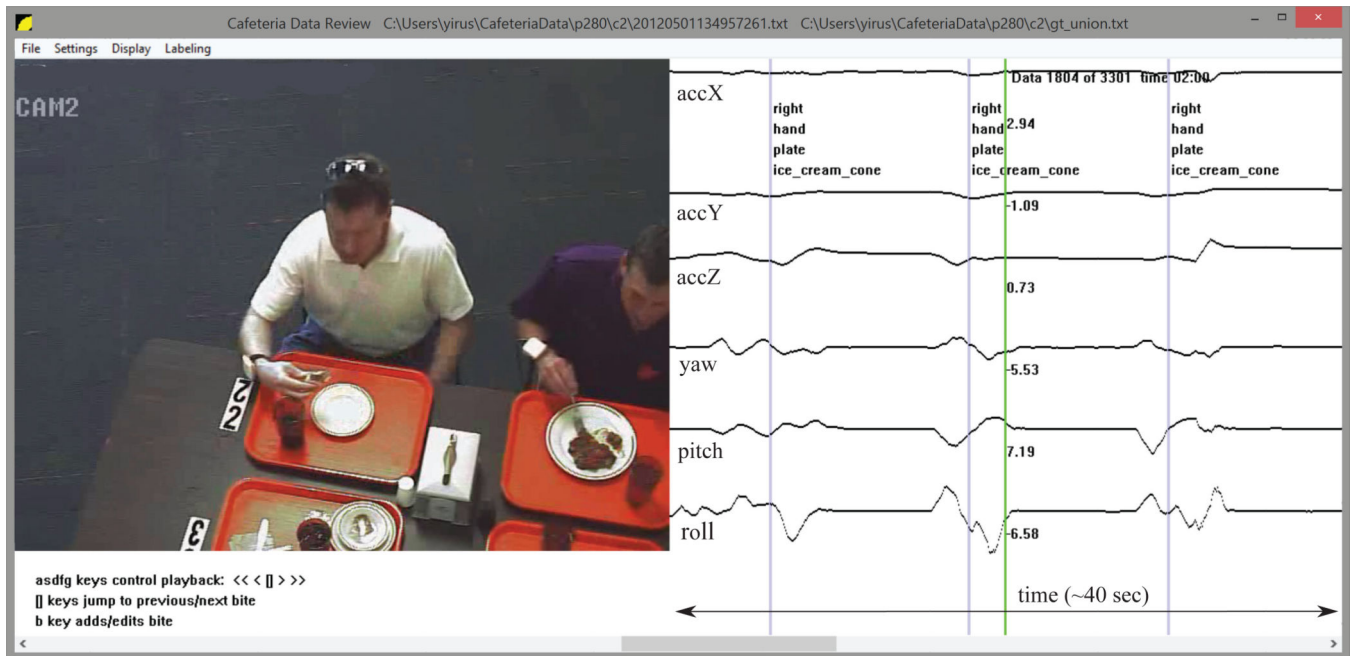 Cafeteria Data Review C:\Users\yirus\CafeteriaData\p280\c2\20120501134957261.txt C:\Users\yirus\CafeteriaData\p280\c2\gt_union.txt
File Settings Display Labeling
CAM2
22
3
asdfg keys control playback: << < [] > >>
[] keys jump to previous/next bite
b key adds/edits bite
Data 1804 of 3301 time 02:00
accX
right
hand
plate
ice_cream_cone
right
hand
plate
ice_cream_cone
right
hand
plate
ice_cream_cone
2.94
accY
-1.09
accZ
0.73
yaw
-5.53
pitch
7.19
roll
-6.58
time (~40 sec)